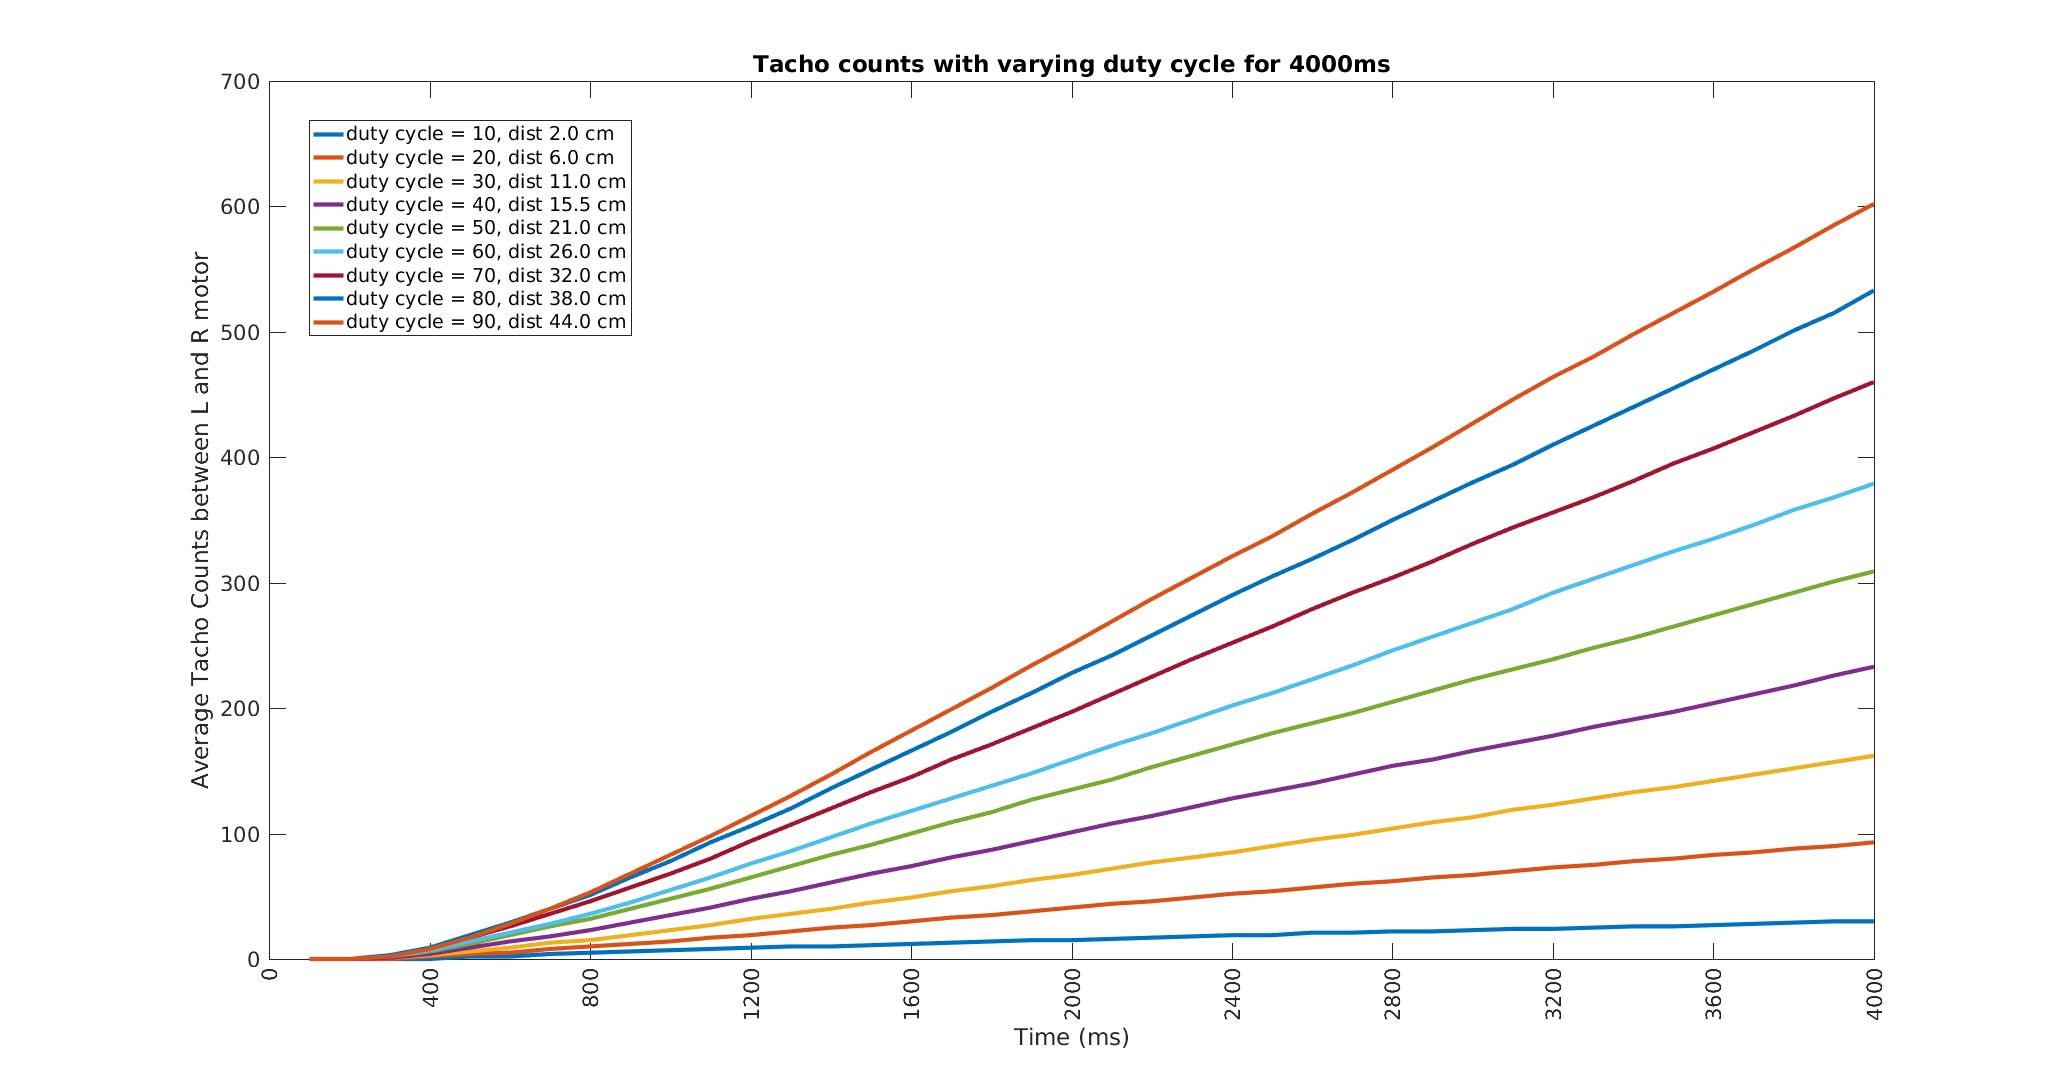 Tacho counts with varying duty cycle for 4000ms
700
600
500
400
300
200
100
0
Average Tacho Counts between L and R motor
duty cycle = 10, dist 2.0 cm
duty cycle = 20, dist 6.0 cm
duty cycle = 30, dist 11.0 cm
duty cycle = 40, dist 15.5 cm
duty cycle = 50, dist 21.0 cm
duty cycle = 60, dist 26.0 cm
duty cycle = 70, dist 32.0 cm
duty cycle = 80, dist 38.0 cm
duty cycle = 90, dist 44.0 cm
0 400 800 1200 1600 2000 2400 2800 3200 3600 4000
Time (ms)